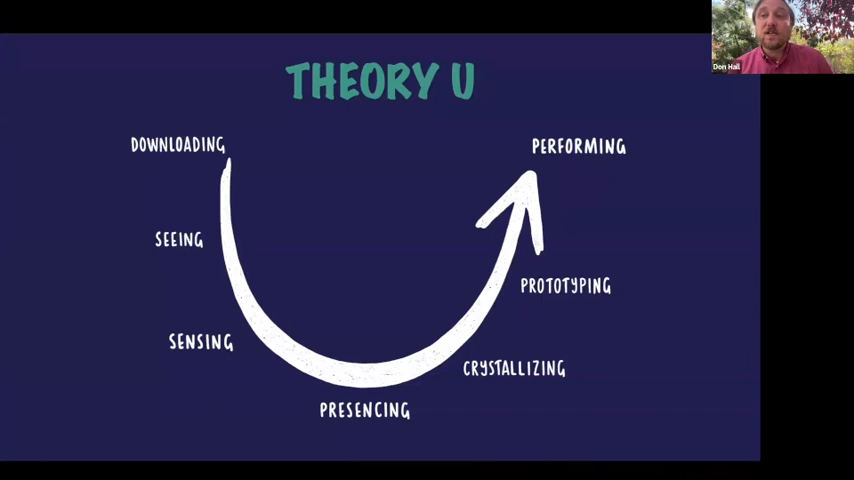 Don Hall
THEORY U
DOWNLOADING
PERFORMING
SEEING
PROTOTYPING
SENSING
CRYSTALLIZING
PRESENCING